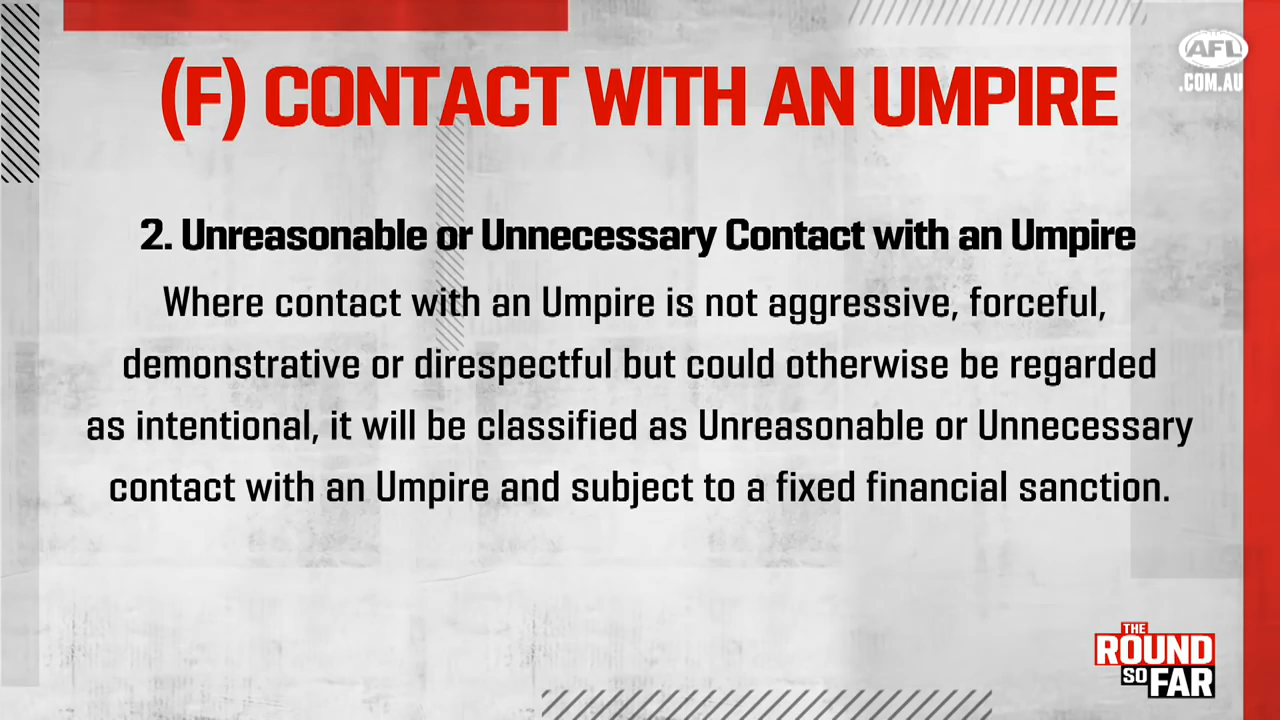 AFL
.COM.AU
(F) CONTACT WITH AN UMPIRE
2. Unreasonable or Unnecessary Contact with an Umpire
Where contact with an Umpire is not aggressive, forceful,
demonstrative or direspectful but could otherwise be regarded
as intentional, it will be classified as Unreasonable or Unnecessary
contact with an Umpire and subject to a fixed financial sanction.
THE
ROUND
SO FAR